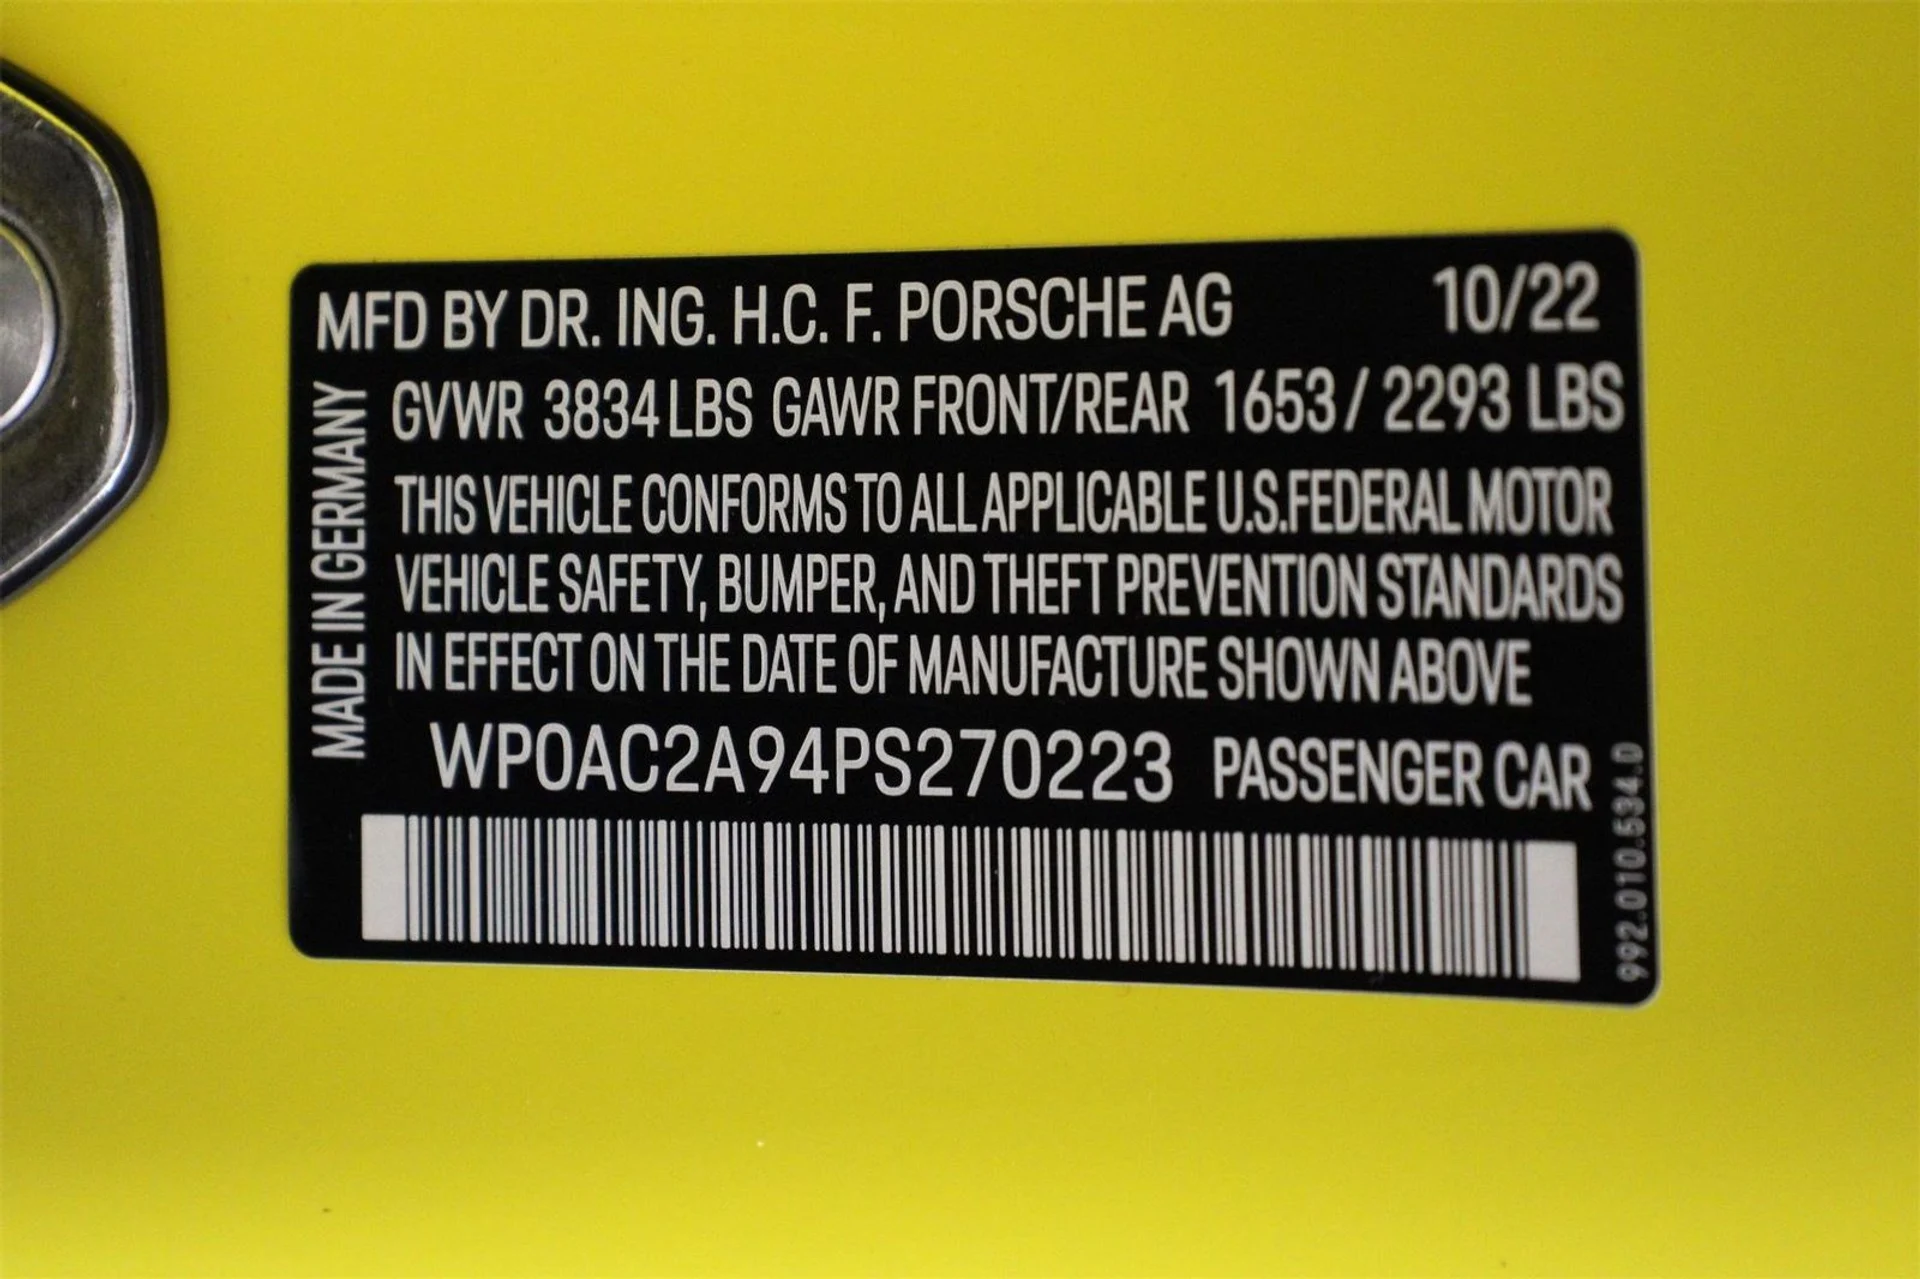 MFD BY DR. ING. H.C. F. PORSCHE AG 10/22
GVWR 3834 LBS GAWR FRONT/REAR 1653 / 2293 LBS
THIS VEHICLE CONFORMS TO ALL APPLICABLE U.S.FEDERAL MOTOR
VEHICLE SAFETY, BUMPER, AND THEFT PREVENTION STANDARDS
IN EFFECT ON THE DATE OF MANUFACTURE SHOWN ABOVE
WP0AC2A94PS270223 PASSENGER CAR
MADE IN GERMANY
992.010.534.0